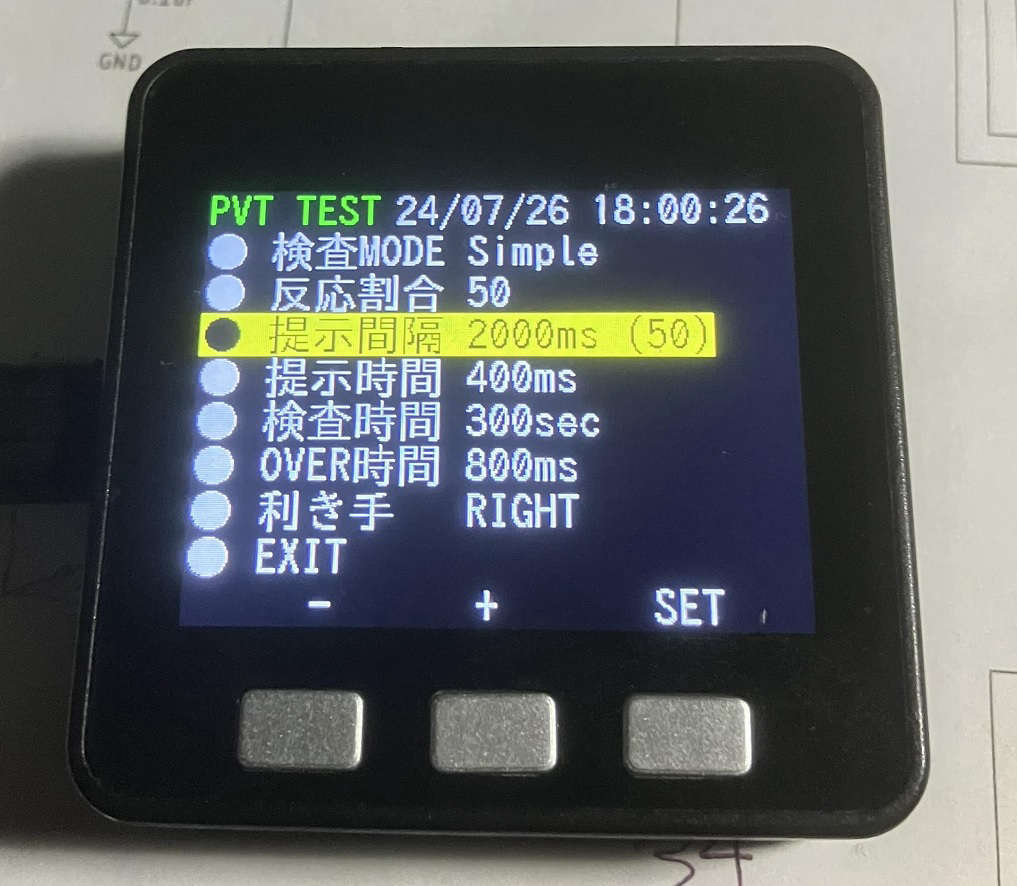 GND
PVT TEST 24/07/26 18:00:26
検査MODE Simple
反応割合 50
提示間隔 2000ms (50)
提示時間 400ms
検査時間 300sec
OVER時間 800ms
利き手 RIGHT
EXIT
- + SET
34